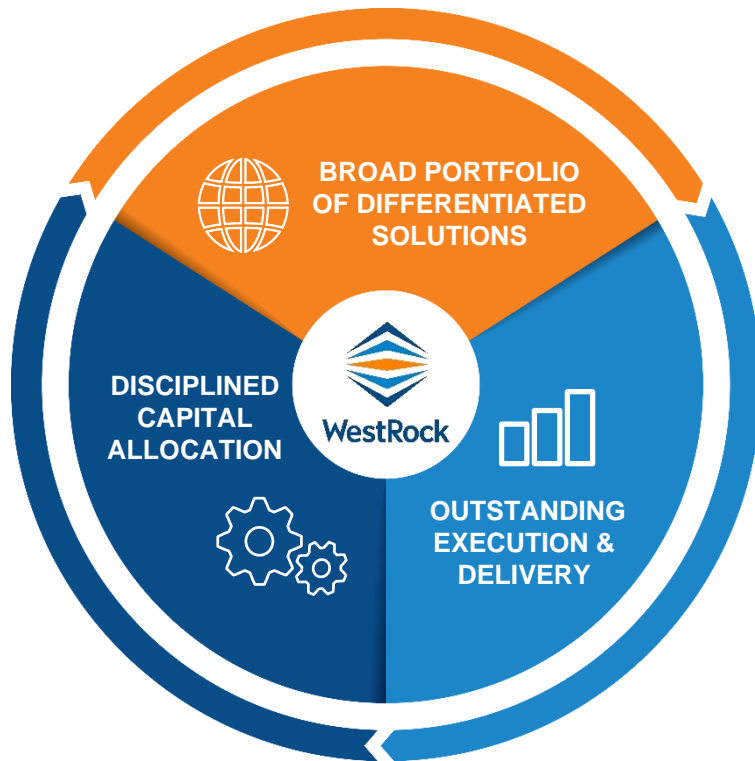 BROAD PORTFOLIO
OF DIFFERENTIATED
SOLUTIONS
DISCIPLINED
CAPITAL
ALLOCATION
WestRock
OUTSTANDING
EXECUTION &
DELIVERY